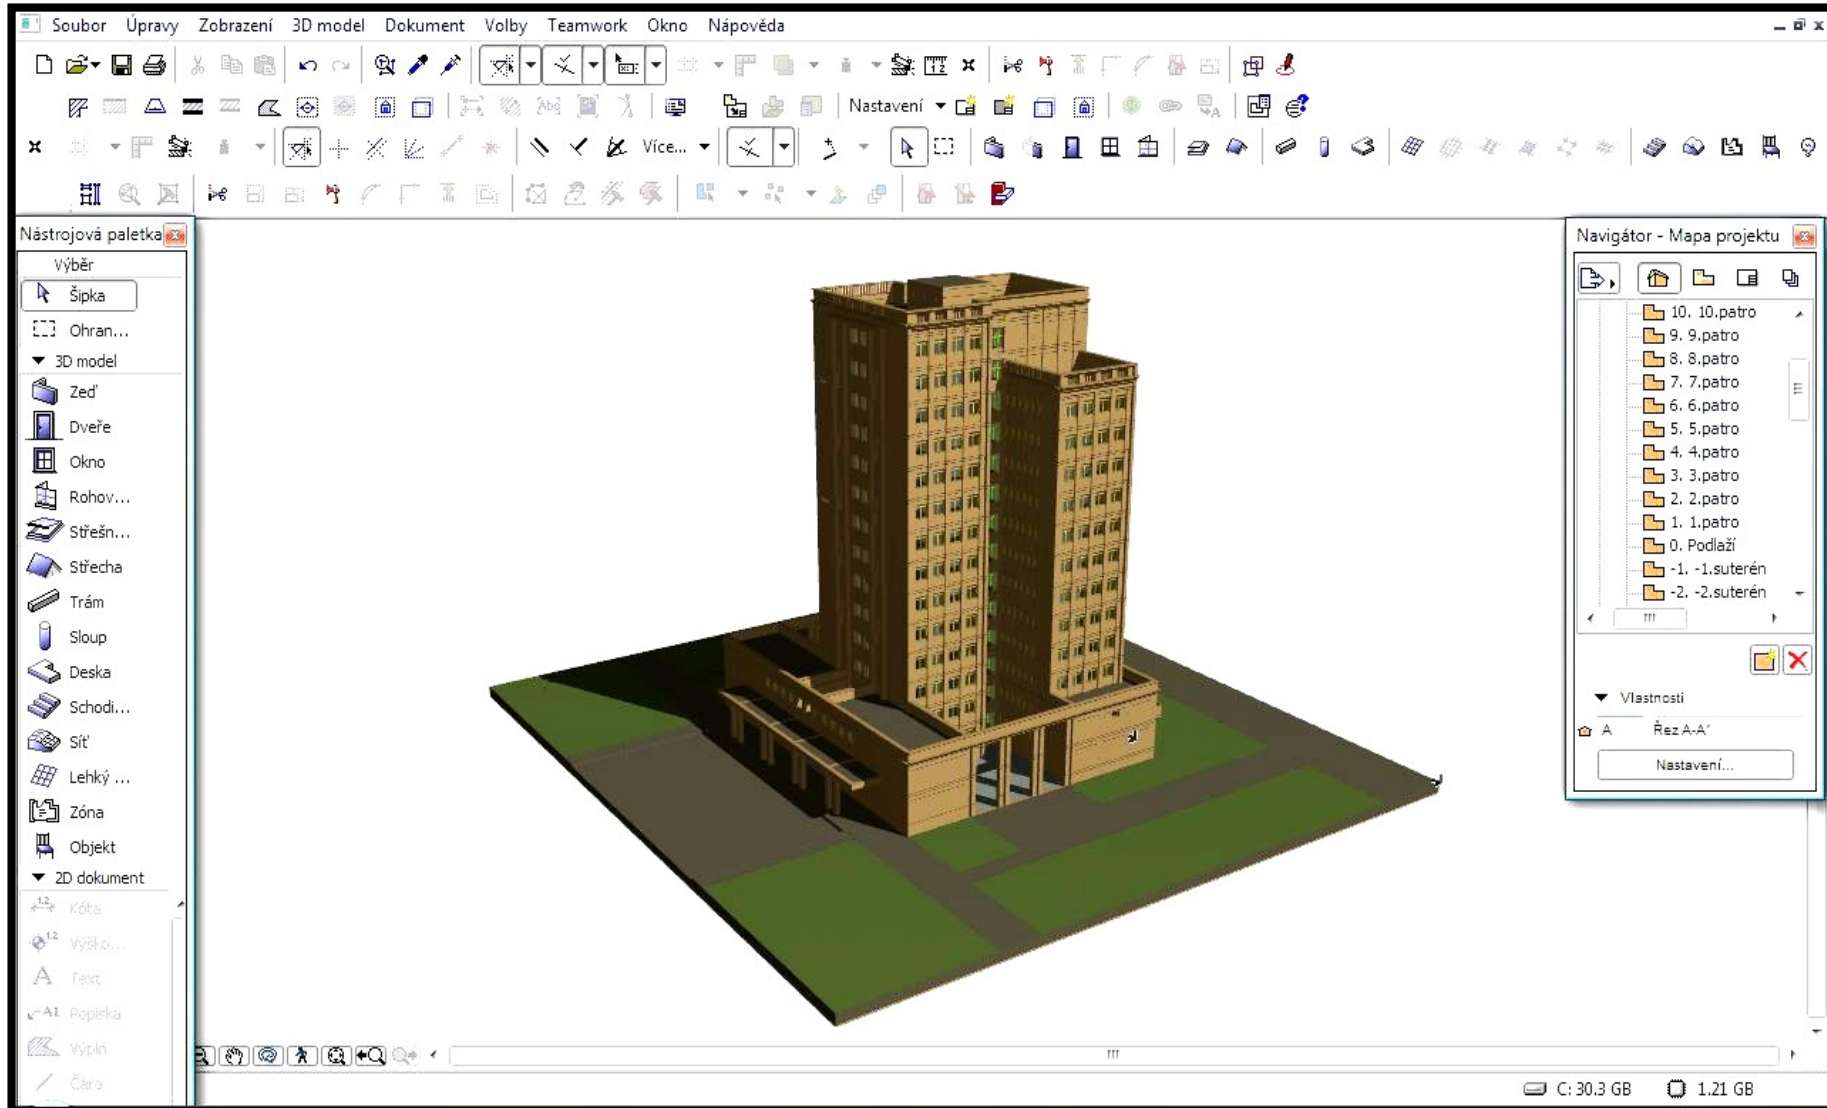 Soubor Úpravy Zobrazení 3D model Dokument Volby Teamwork Okno Nápověda
Nastavení
Více...
Nástrojová paletka
Výběr
Šipka
Ohran...
3D model
Zeď
Dveře
Okno
Rohov...
Střešn...
Střecha
Trám
Sloup
Deska
Schodi...
Síť
Lehký ...
Zóna
Objekt
2D dokument
Kóta
Výško...
Text
Popiska
Výplň
Čára
Navigátor - Mapa projektu
10. 10.patro
9. 9.patro
8. 8.patro
7. 7.patro
6. 6.patro
5. 5.patro
4. 4.patro
3. 3.patro
2. 2.patro
1. 1.patro
0. Podlaží
-1. -1.suterén
-2. -2.suterén
Vlastnosti
A Řez A-A'
Nastavení...
C: 30.3 GB 1.21 GB